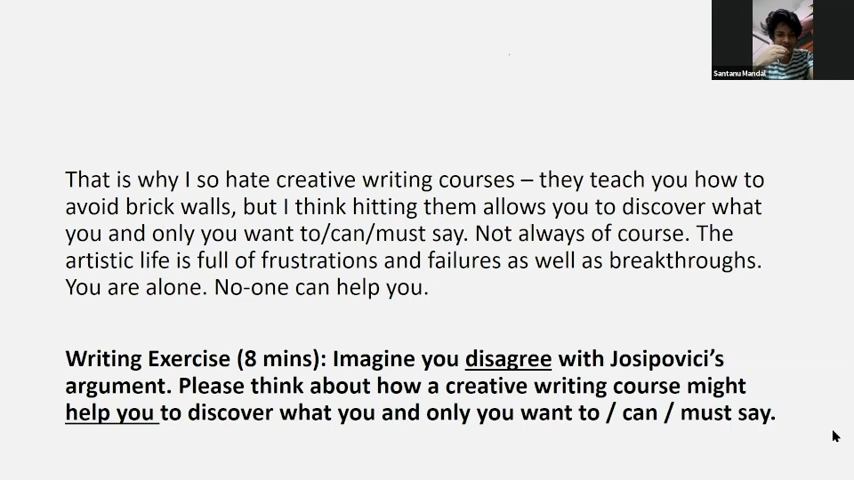 Santanu Mandal
That is why I so hate creative writing courses – they teach you how to
avoid brick walls, but I think hitting them allows you to discover what
you and only you want to/can/must say. Not always of course. The
artistic life is full of frustrations and failures as well as breakthroughs.
You are alone. No-one can help you.
Writing Exercise (8 mins): Imagine you disagree with Josipovici’s
argument. Please think about how a creative writing course might
help you to discover what you and only you want to / can / must say.